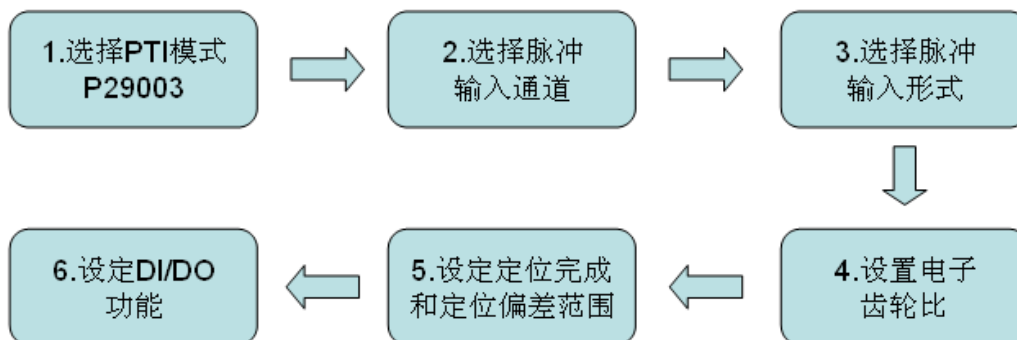 1.选择PTI模式
P29003
2.选择脉冲
输入通道
3.选择脉冲
输入形式
4.设置电子
齿轮比
5.设定定位完成
和定位偏差范围
6.设定DI/DO
功能